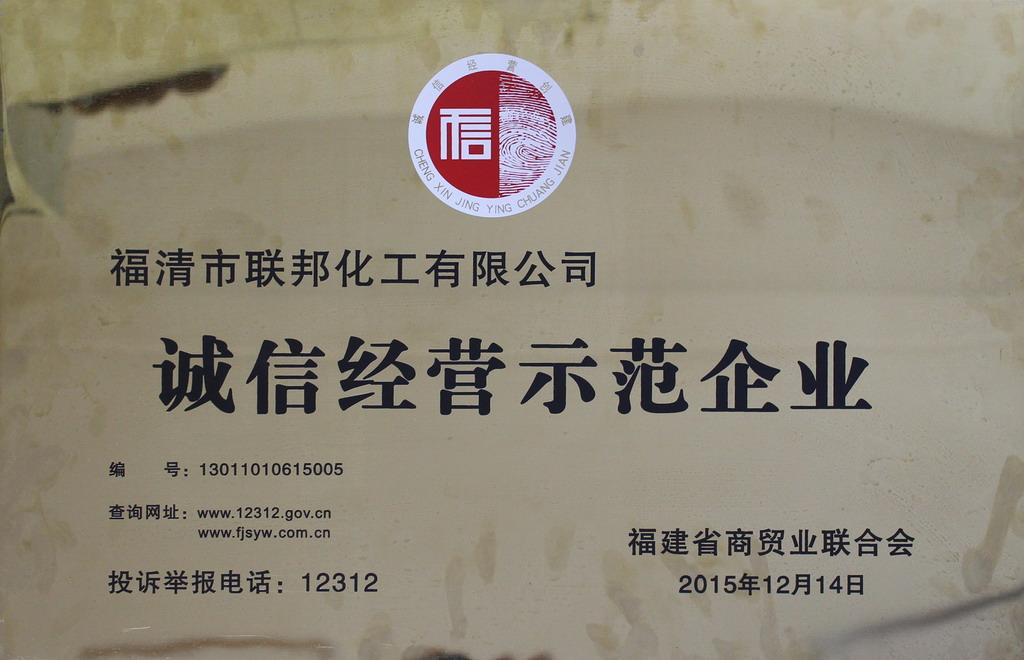 诚信经营创建
信
CHENG XIN JING YING CHUANG JIAN
福清市联邦化工有限公司
诚信经营示范企业
编 号：13011010615005
查询网址：www.12312.gov.cn
www.fjsyw.com.cn
投诉举报电话：12312
福建省商贸业联合会
2015年12月14日